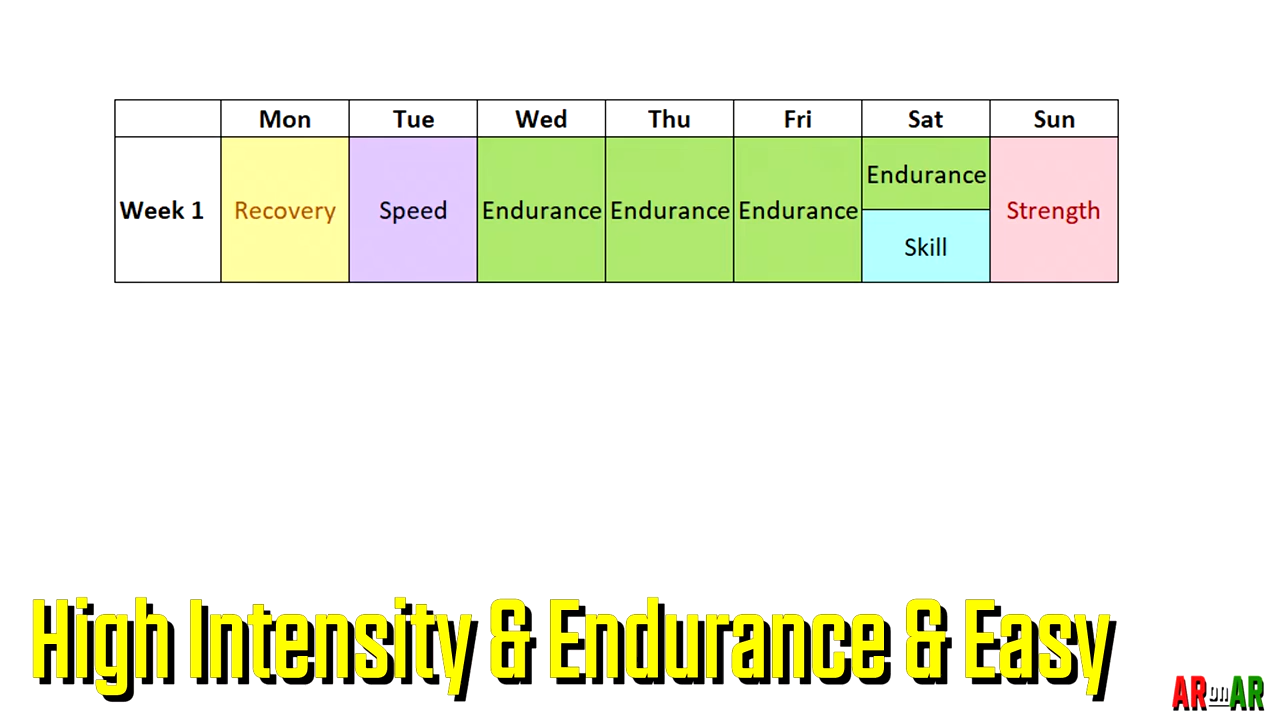 Mon Tue Wed Thu Fri Sat Sun
Week 1 Recovery Speed Endurance Endurance Endurance Endurance Strength
Skill
High Intensity & Endurance & Easy
AR on AR